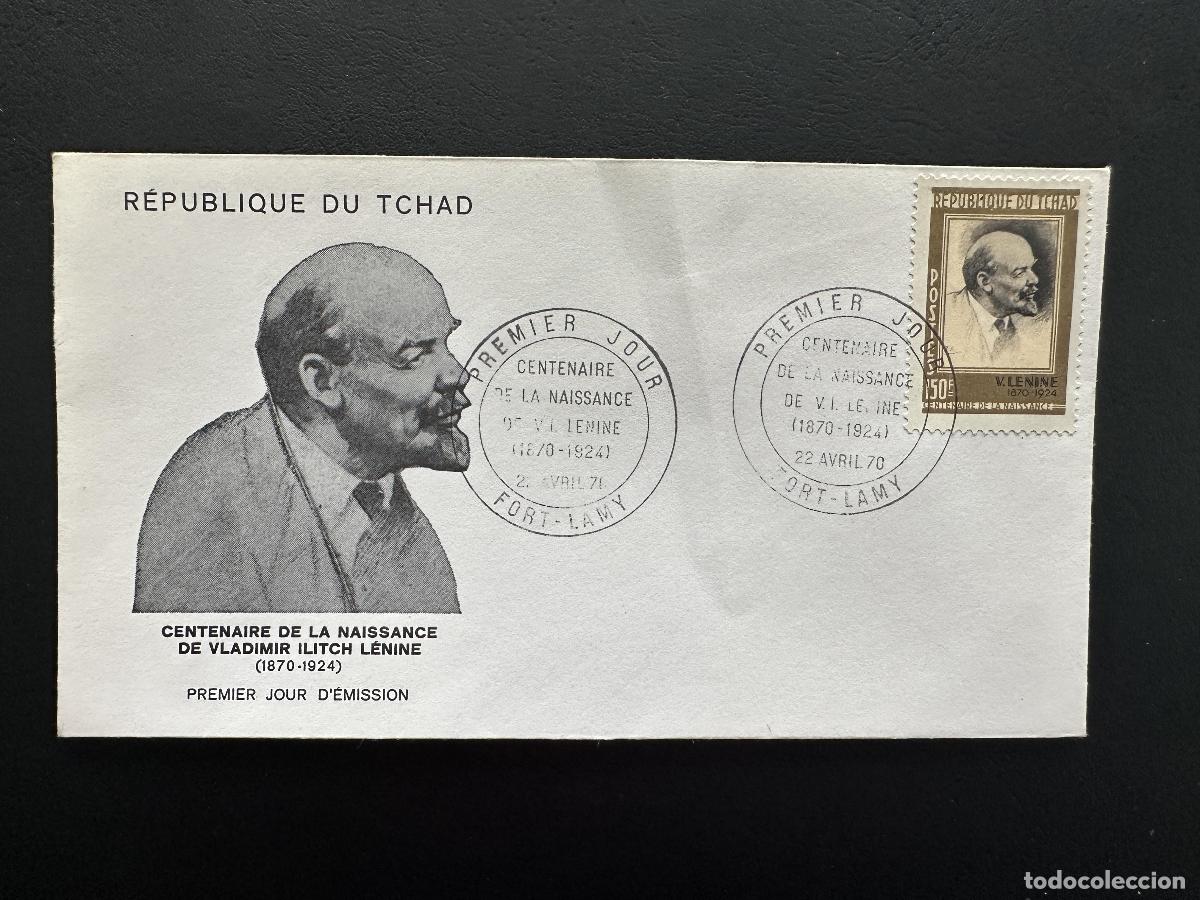 RÉPUBLIQUE DU TCHAD
CENTENAIRE DE LA NAISSANCE
DE VLADIMIR ILITCH LÉNINE
(1870-1924)
PREMIER JOUR D'ÉMISSION
PREMIER JOUR
CENTENAIRE
DE LA NAISSANCE
DE V.I. LENINE
(1870-1924)
AVRIL
FORT-LAMY
PREMIER JOUR
CENTENAIRE
DE LA NAISSANCE
DE V.I. LENINE
(1870-1924)
22 AVRIL 70
FORT-LAMY
REPUBLIQUE DU TCHAD
POSTES
150F
V. LENINE
1870-1924
CENTENAIRE DE LA NAISSANCE
todocoleccion